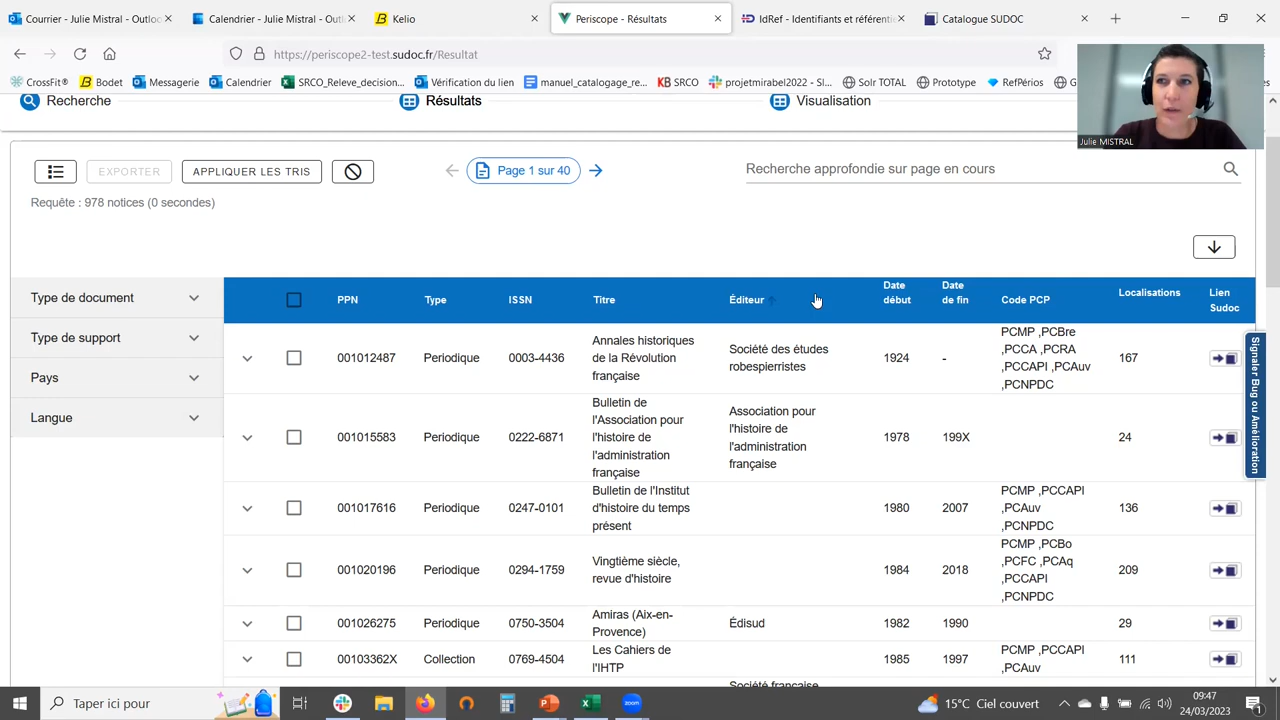 Courrier - Julie Mistral - Outloo
Calendrier - Julie Mistral - Outl
Kelio
Periscope - Résultats
IdRef - Identifiants et référenti
Catalogue SUDOC
https://periscope2-test.sudoc.fr/Resultat
CrossFit®
Bodet
Messagerie
Calendrier
SRCO_Releve_decision...
Vérification du lien
manuel_catalogage_re...
KB SRCO
projetmirabel2022 - Sl...
Solr TOTAL
Prototype
RefPérios
Julie MISTRAL
Recherche
Résultats
Visualisation
EXPORTER
APPLIQUER LES TRIS
Page 1 sur 40
Recherche approfondie sur page en cours
Requête : 978 notices (0 secondes)
Type de document
Type de support
Pays
Langue
PPN Type ISSN Titre Éditeur Date début Date de fin Code PCP Localisations Lien Sudoc
001012487 Periodique 0003-4436 Annales historiques de la Révolution française Société des études robespierristes 1924 - PCMP ,PCBre ,PCCA ,PCRA ,PCCAPI ,PCAuv ,PCNPDC 167
001015583 Periodique 0222-6871 Bulletin de l'Association pour l'histoire de l'administration française Association pour l'histoire de l'administration française 1978 199X 24
001017616 Periodique 0247-0101 Bulletin de l'Institut d'histoire du temps présent 1980 2007 PCMP ,PCCAPI ,PCAuv ,PCNPDC 136
001020196 Periodique 0294-1759 Vingtième siècle, revue d'histoire 1984 2018 PCMP ,PCBo ,PCFC ,PCAq ,PCCAPI ,PCNPDC 209
001026275 Periodique 0750-3504 Amiras (Aix-en-Provence) Édisud 1982 1990 29
00103362X Collection 0769-4504 Les Cahiers de l'IHTP 1985 1997 PCMP ,PCCAPI ,PCAuv 111
Société française
Signaler Bug ou Amélioration
Taper ici pour
15°C Ciel couvert
09:47
24/03/2023